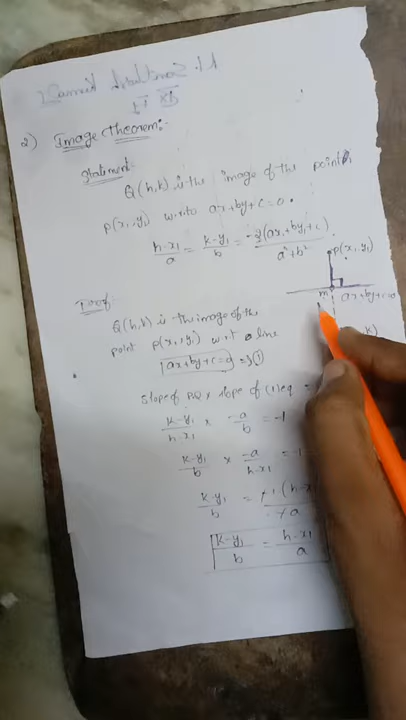 2) Image Theorem:-
Statement:-
Q(h,k) is the image of the point
P(x₁,y₁) w.r.to ax+by+c=0.
h-x₁/a = k-y₁/b = -2(ax₁+by₁+c)/a²+b²
P(x₁,y₁)
m ax+by+c=0
k)
Proof:
Q(h,k) is the image of the
point P(x₁,y₁) w.r.t a line
ax+by+c=0 ⇒ ①
slope of PQ × slope of (1) eq =
k-y₁/h-x₁ × -a/b = -1
k-y₁/b × -a/h-x₁ = -1
k-y₁/b =
k-y₁/b = h-x₁/a